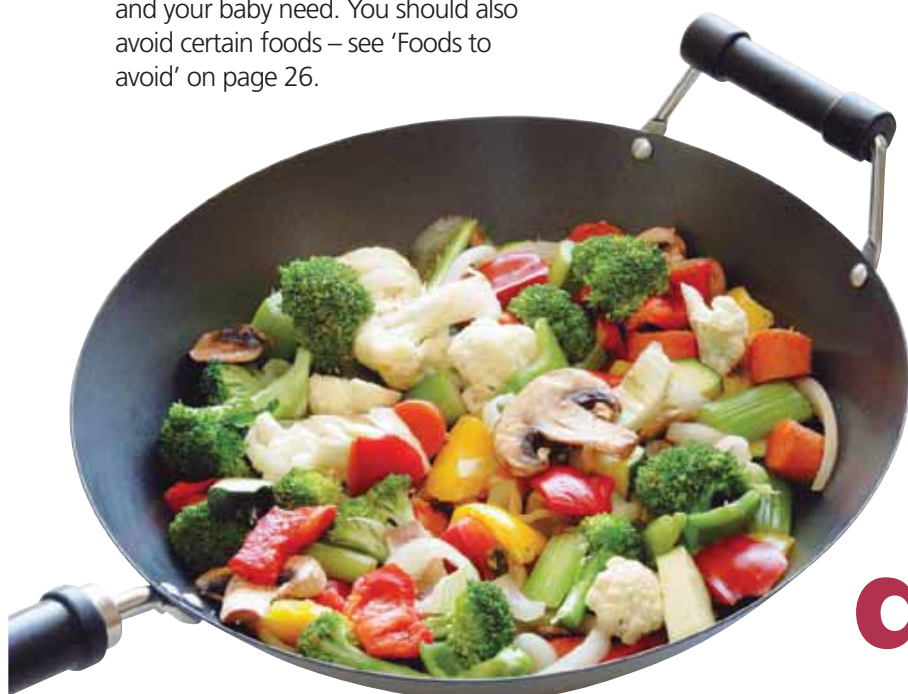 and your baby need. You should also
avoid certain foods – see ‘Foods to
avoid’ on page 26.